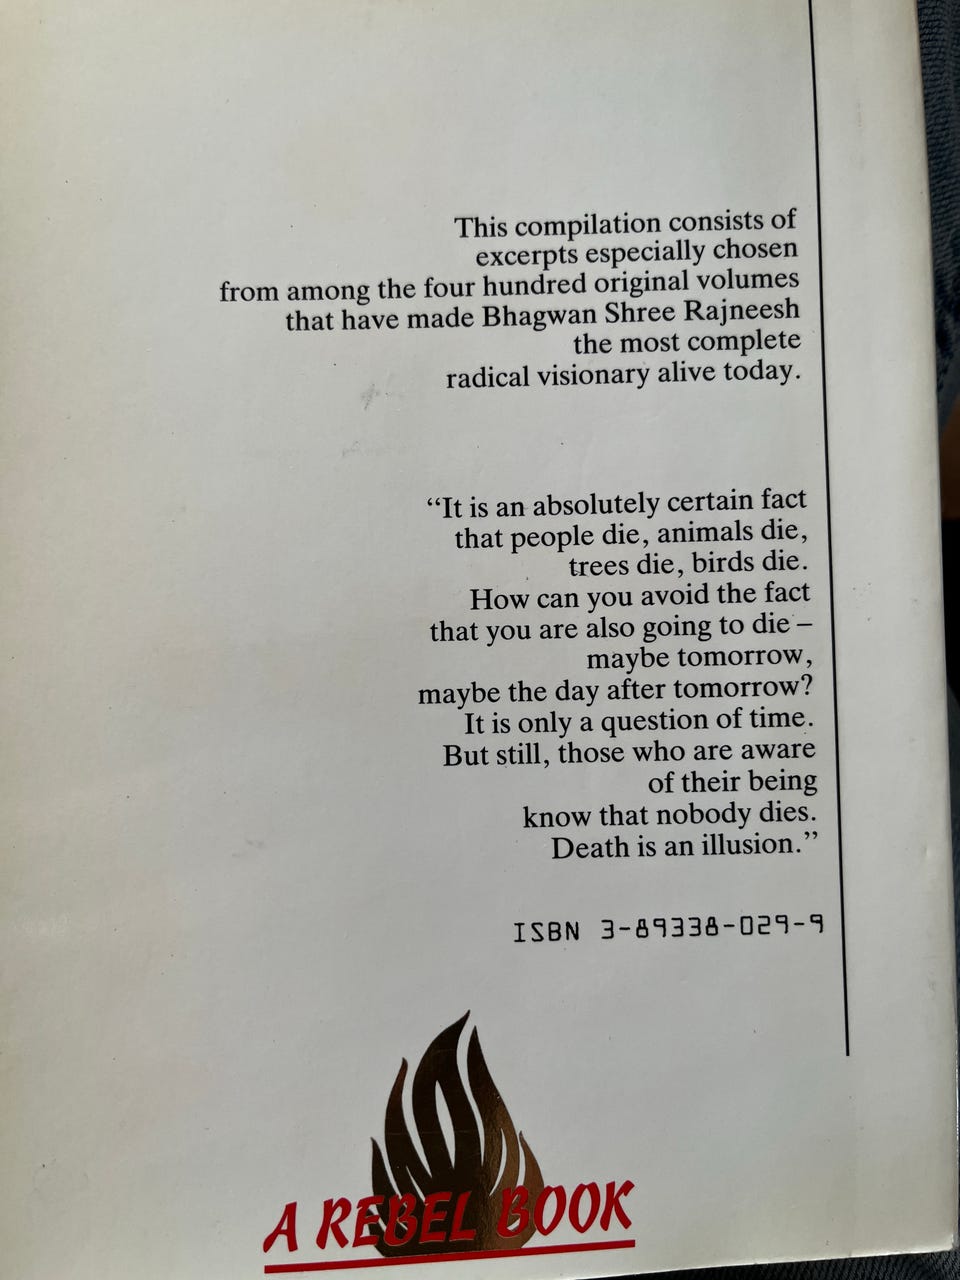 This compilation consists of
excerpts especially chosen
from among the four hundred original volumes
that have made Bhagwan Shree Rajneesh
the most complete
radical visionary alive today.
“It is an absolutely certain fact
that people die, animals die,
trees die, birds die.
How can you avoid the fact
that you are also going to die –
maybe tomorrow,
maybe the day after tomorrow?
It is only a question of time.
But still, those who are aware
of their being
know that nobody dies.
Death is an illusion.”
ISBN 3-89338-029-9
A REBEL BOOK